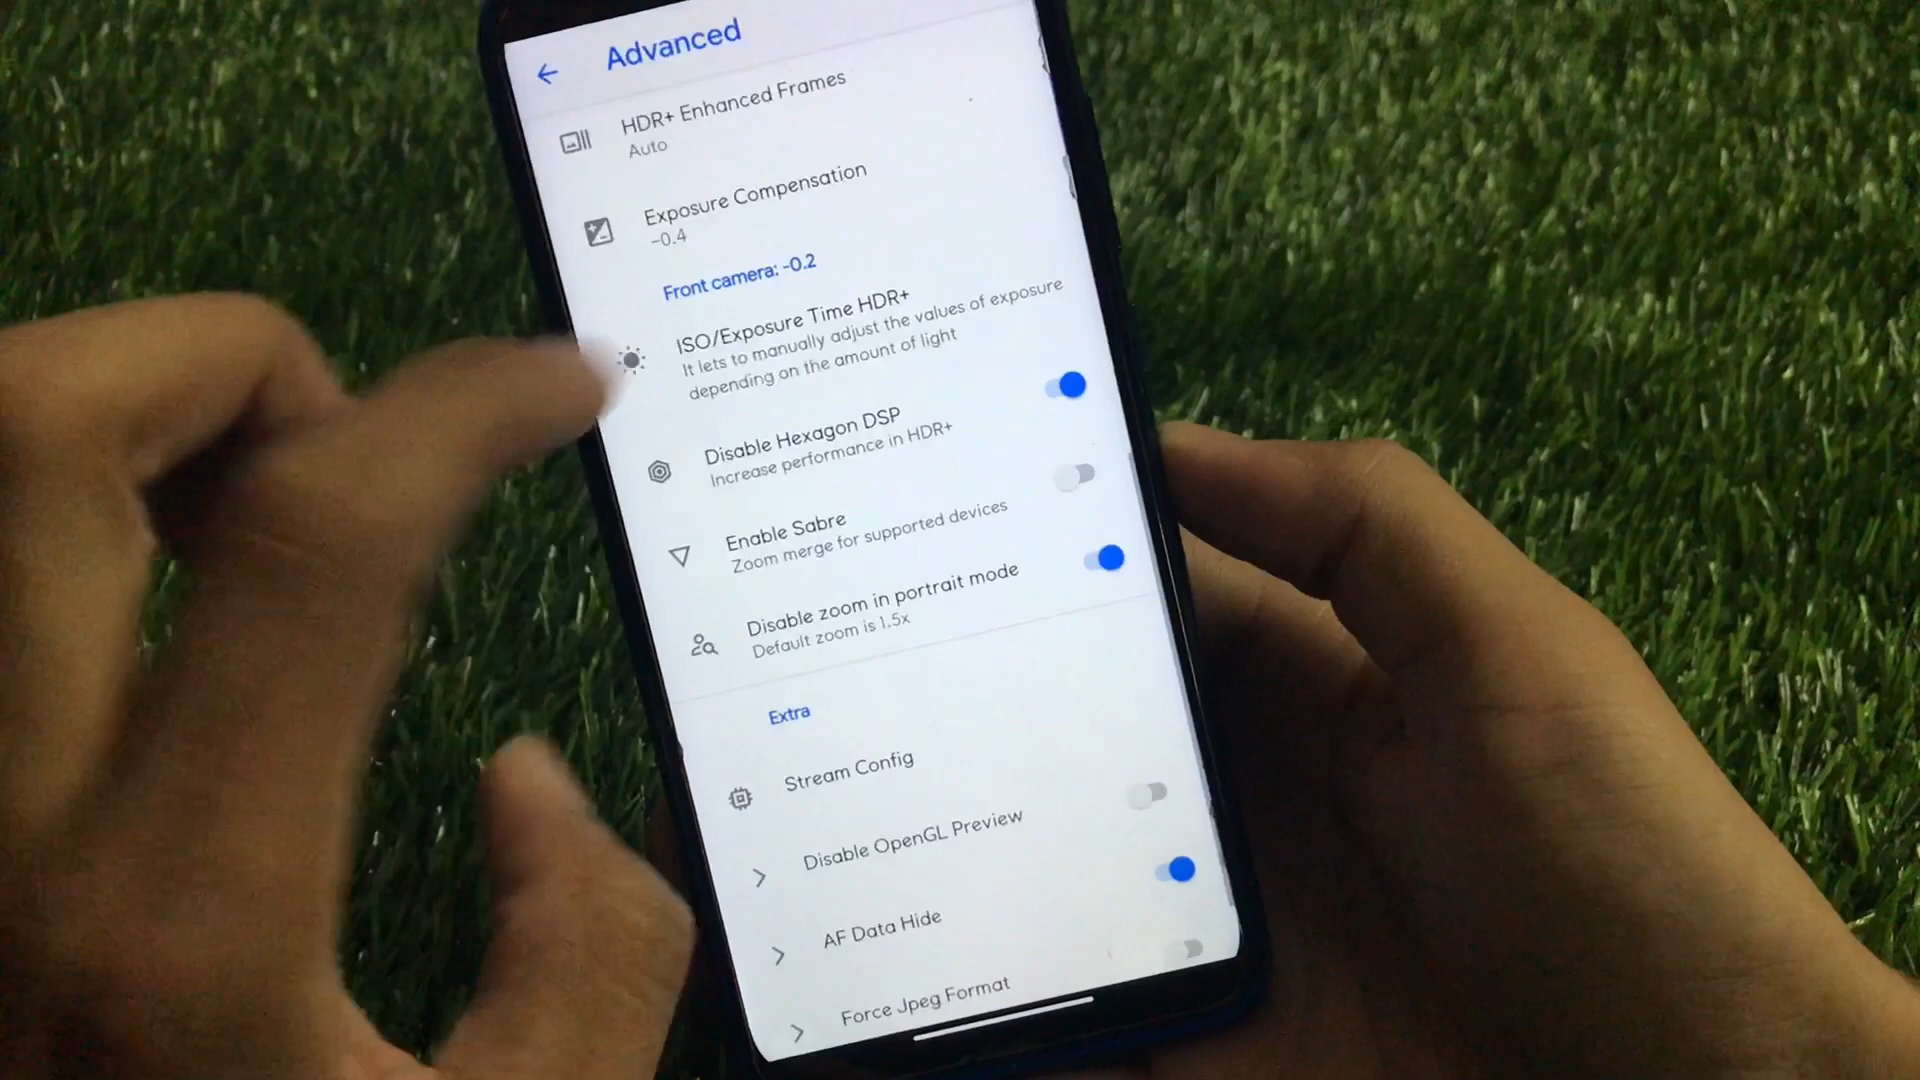 Advanced
HDR+ Enhanced Frames
Auto
Exposure Compensation
-0.4
Front camera: -0.2
ISO/Exposure Time HDR+
It lets to manually adjust the values of exposure
depending on the amount of light
Disable Hexagon DSP
Increase performance in HDR+
Enable Sabre
Zoom merge for supported devices
Disable zoom in portrait mode
Default zoom is 1.5x
Extra
Stream Config
Disable OpenGL Preview
AF Data Hide
Force Jpeg Format